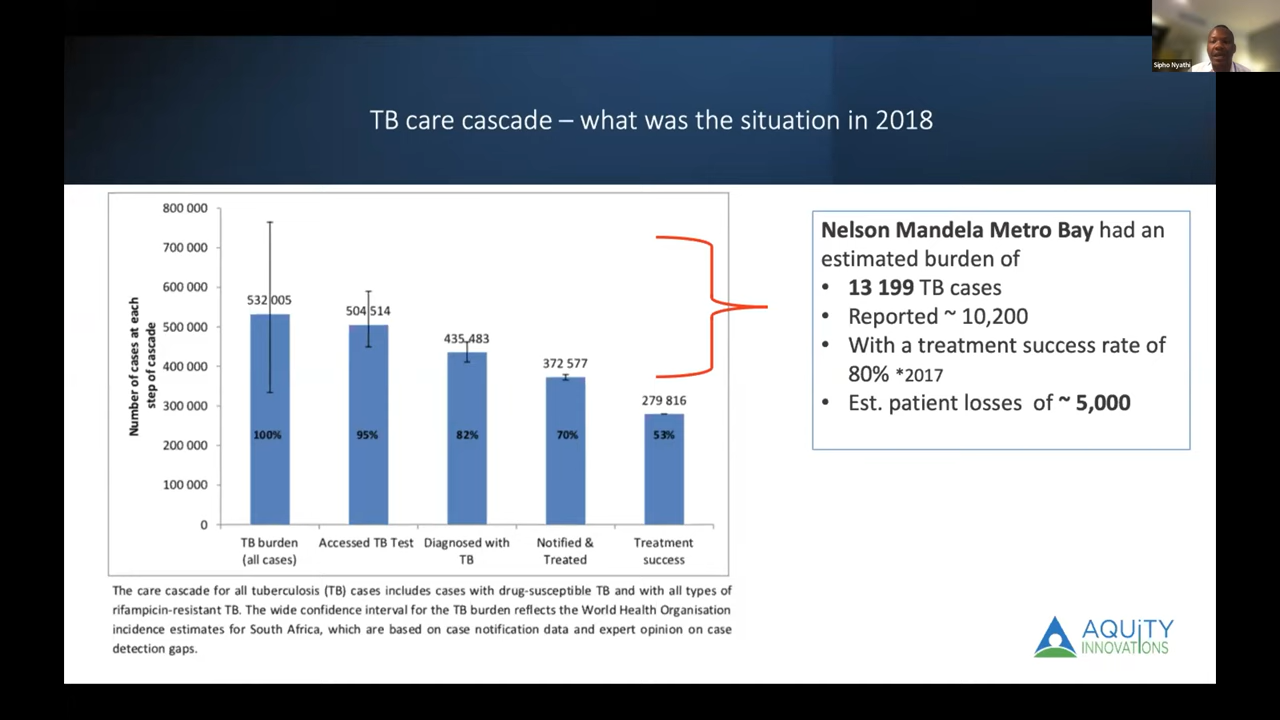 Sipho Nyathi
TB care cascade – what was the situation in 2018
800 000
700 000
600 000
500 000
400 000
300 000
200 000
100 000
0
Number of cases at each
step of cascade
532 005
504 514
435 483
372 577
279 816
100%
95%
82%
70%
53%
TB burden
(all cases)
Accessed TB Test
Diagnosed with
TB
Notified &
Treated
Treatment
success
The care cascade for all tuberculosis (TB) cases includes cases with drug-susceptible TB and with all types of
rifampicin-resistant TB. The wide confidence interval for the TB burden reflects the World Health Organisation
incidence estimates for South Africa, which are based on case notification data and expert opinion on case
detection gaps.
Nelson Mandela Metro Bay had an
estimated burden of
• 13 199 TB cases
• Reported ~ 10,200
• With a treatment success rate of
80% *2017
• Est. patient losses of ~ 5,000
AQUiTY
INNOVATIONS